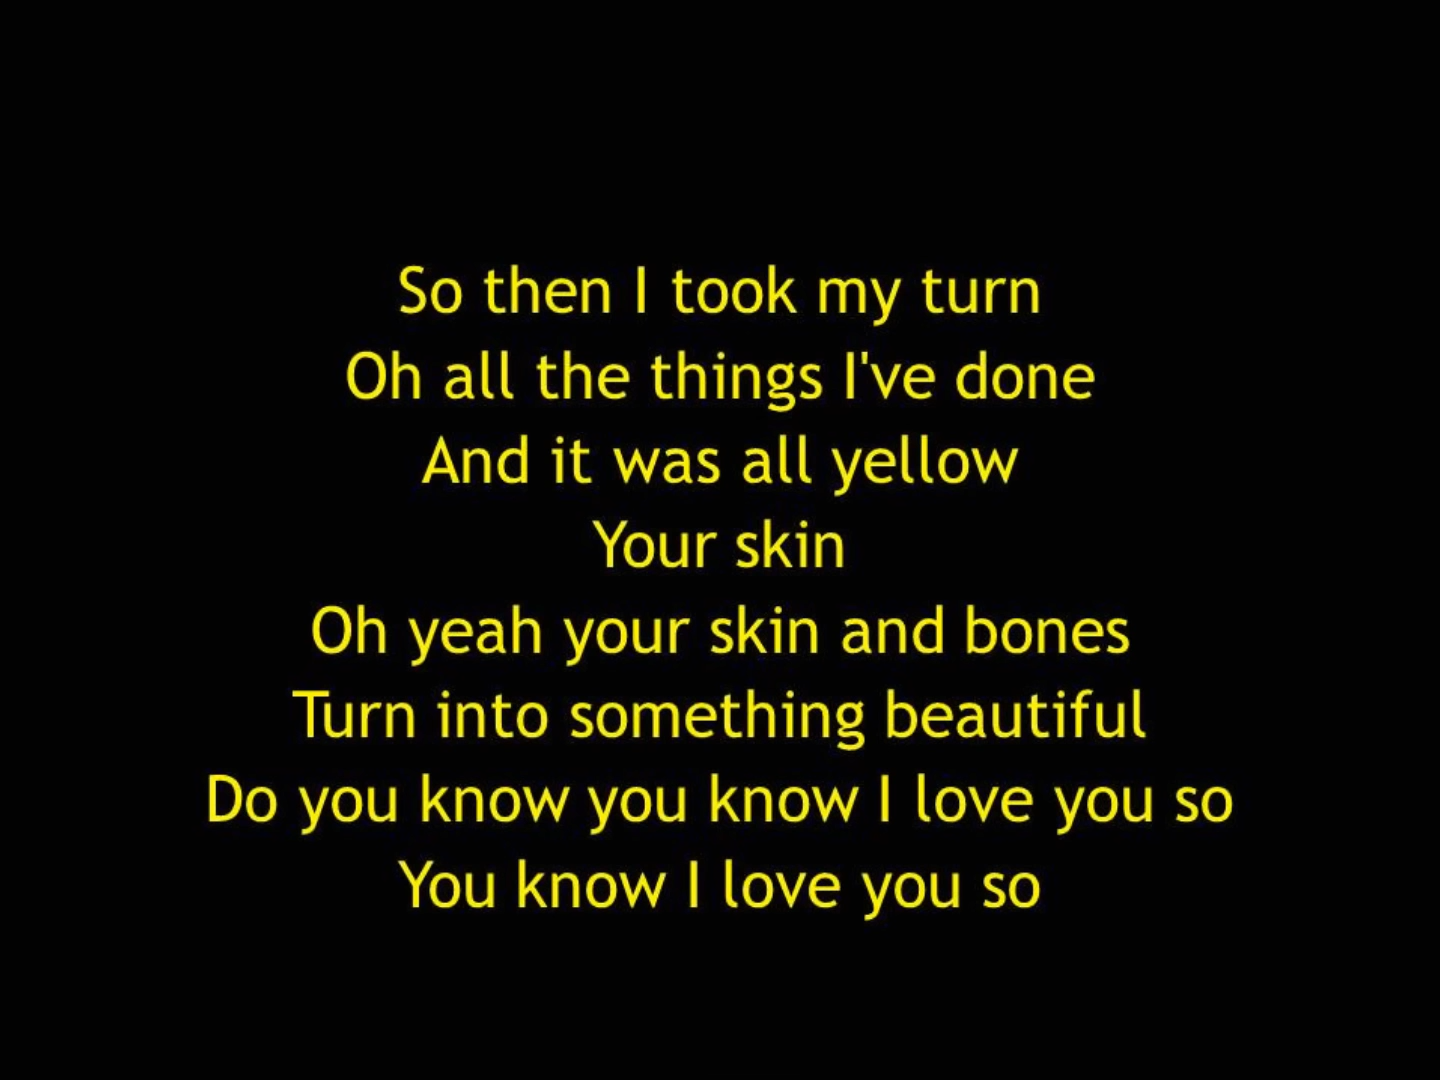 So then I took my turn
Oh all the things I've done
And it was all yellow
Your skin
Oh yeah your skin and bones
Turn into something beautiful
Do you know you know I love you so
You know I love you so